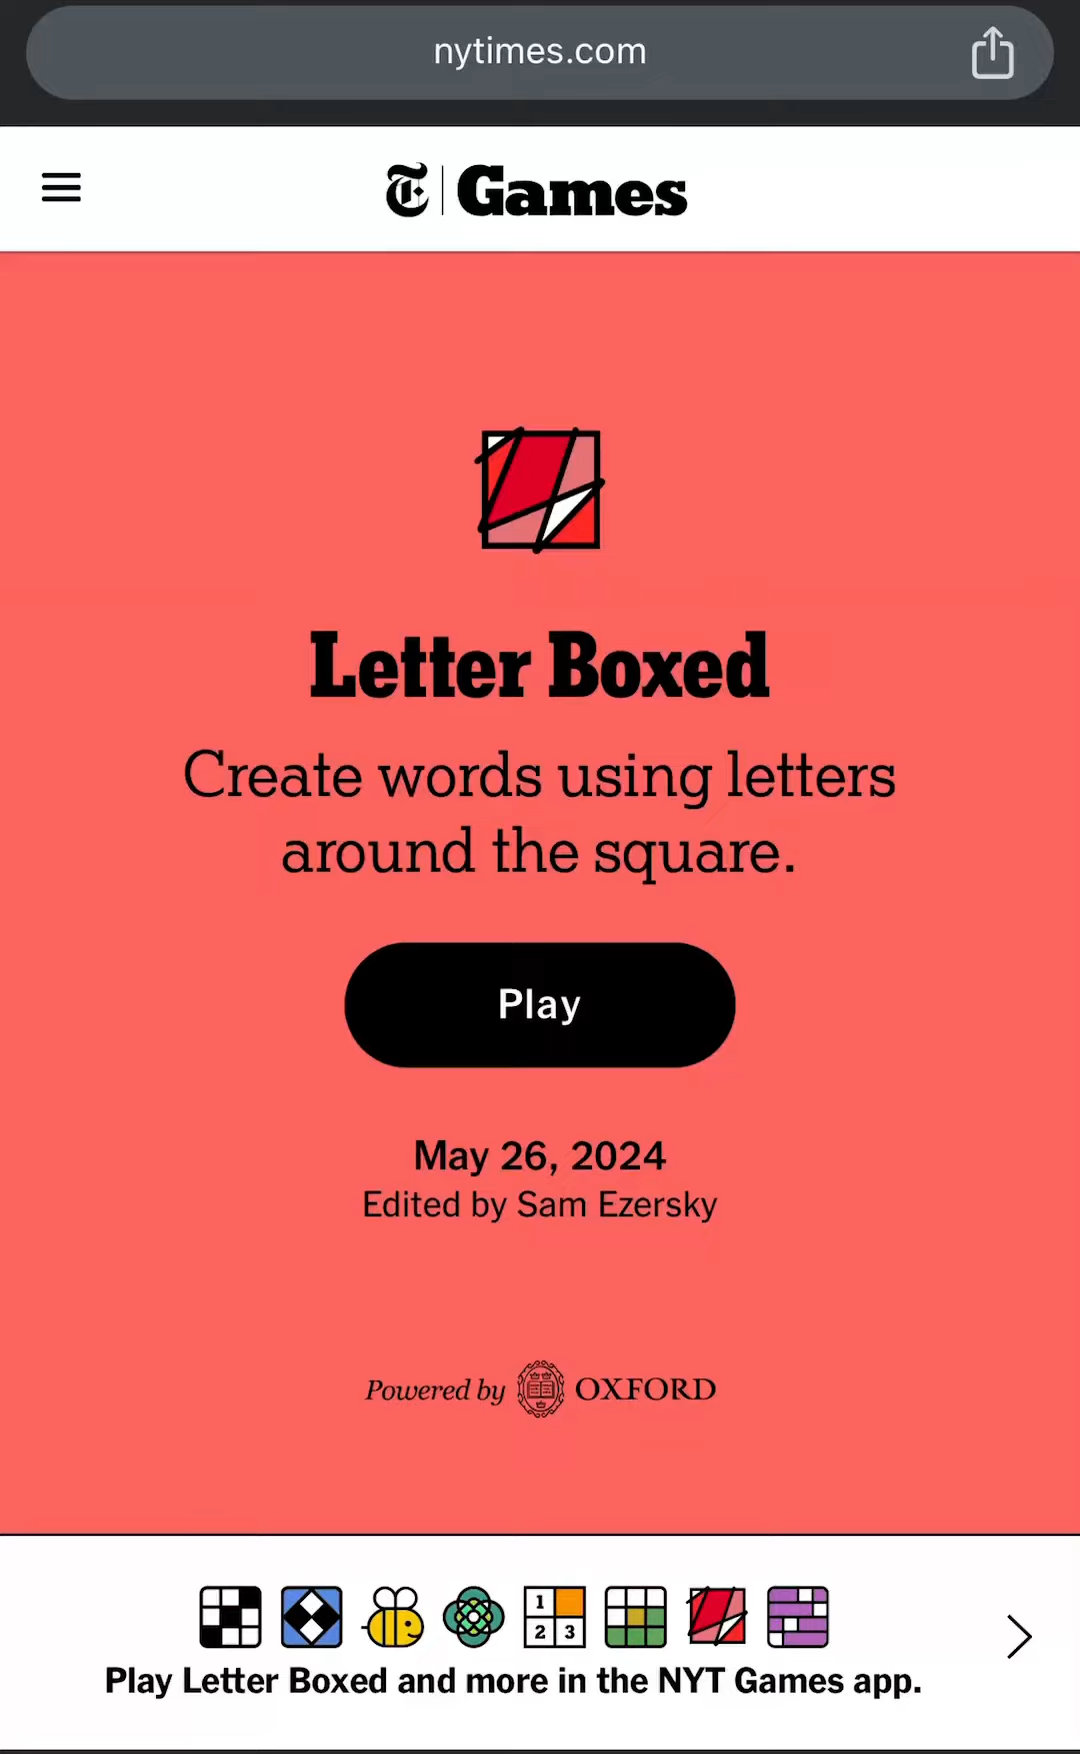 nytimes.com
T Games
Letter Boxed
Create words using letters
around the square.
Play
May 26, 2024
Edited by Sam Ezersky
Powered by OXFORD
1
2 3
Play Letter Boxed and more in the NYT Games app.